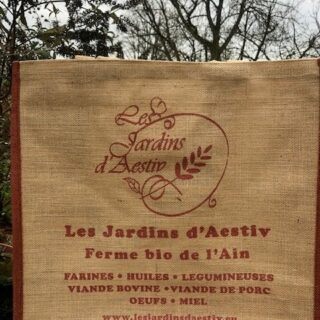 Les
Jardins
d'Aestiv
Les Jardins d'Aestiv
Ferme bio de l'Ain
FARINES • HUILES • LEGUMINEUSES
VIANDE BOVINE • VIANDE DE PORC
OEUFS • MIEL
www.lesjardinsdaestiv.eu